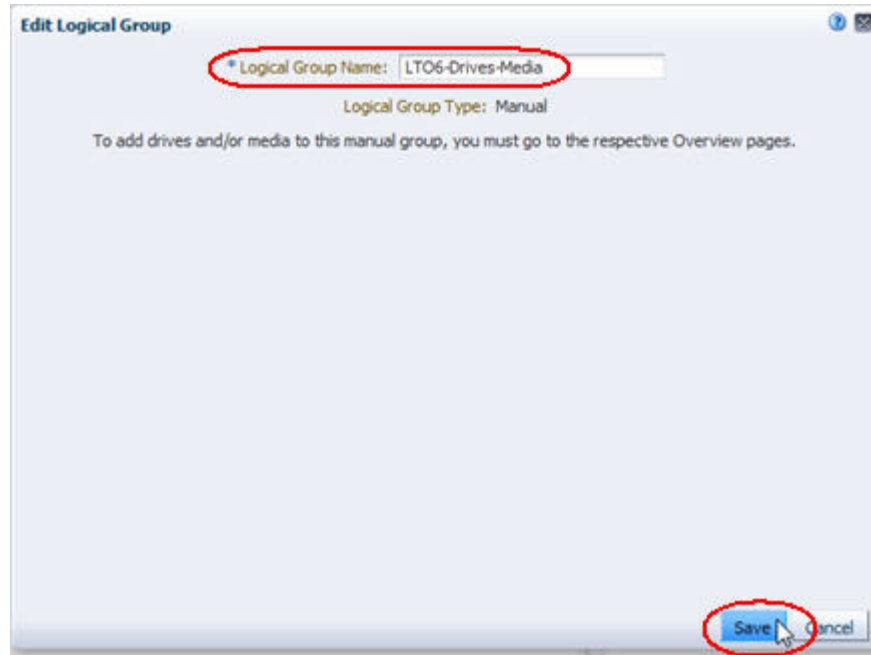 Edit Logical Group
* Logical Group Name: LTO6-Drives-Media
Logical Group Type: Manual
To add drives and/or media to this manual group, you must go to the respective Overview pages.
Save Cancel